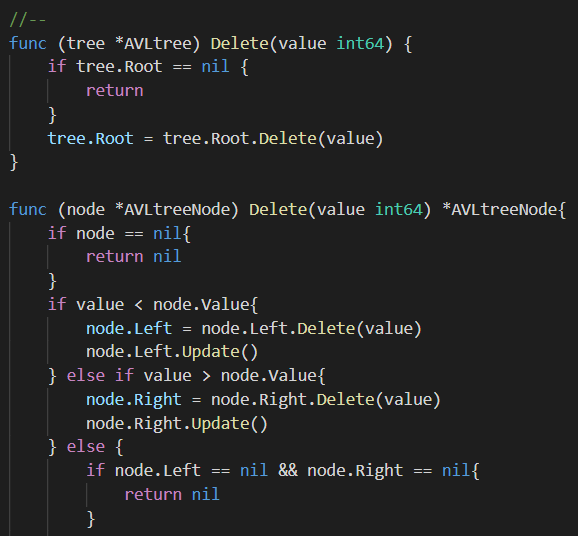 //--
func (tree *AVLtree) Delete(value int64) {
    if tree.Root == nil {
        return
    }
    tree.Root = tree.Root.Delete(value)
}

func (node *AVLtreeNode) Delete(value int64) *AVLtreeNode{
    if node == nil{
        return nil
    }
    if value < node.Value{
        node.Left = node.Left.Delete(value)
        node.Left.Update()
    } else if value > node.Value{
        node.Right = node.Right.Delete(value)
        node.Right.Update()
    } else {
        if node.Left == nil && node.Right == nil{
            return nil
        }